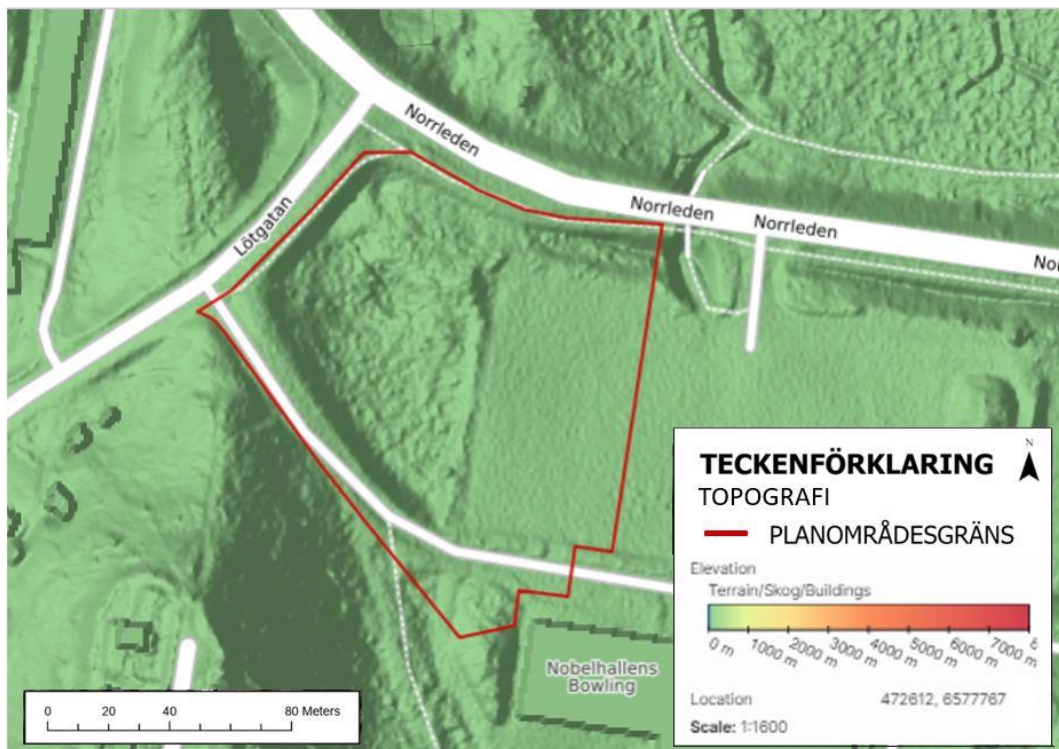 Norrleden
Lötgatan
Norrleden
Norrleden
Nor
Nobelhallens
Bowling
0 20 40 80 Meters
N
TECKENFÖRKLARING
TOPOGRAFI
PLANOMRÅDESGRÄNS
Elevation
Terrain/Skog/Buildings
0 m 1000 m 2000 m 3000 m 4000 m 5000 m 6000 m 7000 m
Location 472612, 6577767
Scale: 1:1600